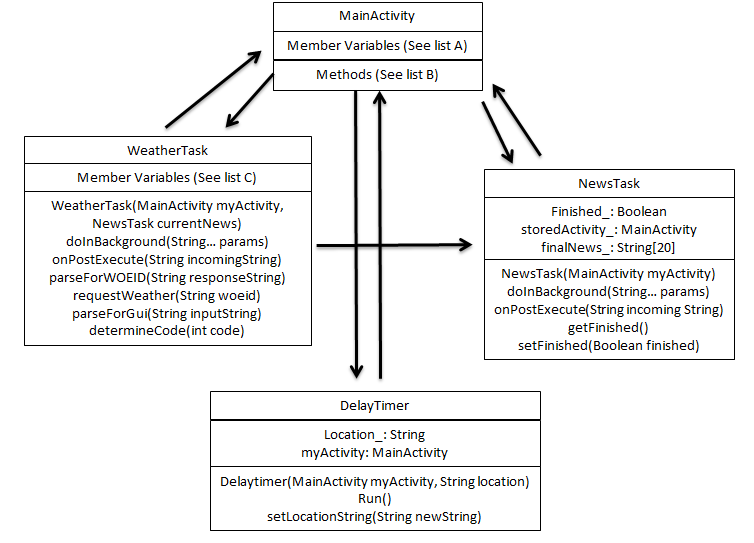 MainActivity
Member Variables (See list A)
Methods (See list B)
WeatherTask
Member Variables (See list C)
WeatherTask(MainActivity myActivity,
NewsTask currentNews)
doInBackground(String... params)
onPostExecute(String incomingString)
parseForWOEID(String responseString)
requestWeather(String woeid)
parseForGui(String inputString)
determineCode(int code)
NewsTask
Finished_: Boolean
storedActivity_: MainActivity
finalNews_: String[20]
NewsTask(MainActivity myActivity)
doInBackground(String... params)
onPostExecute(String incoming String)
getFinished()
setFinished(Boolean finished)
DelayTimer
Location_: String
myActivity: MainActivity
Delaytimer(MainActivity myActivity, String location)
Run()
setLocationString(String newString)